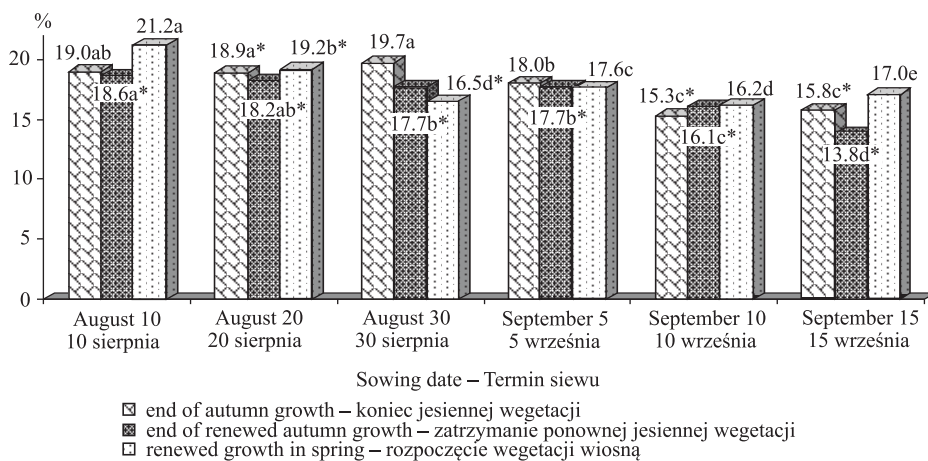 %
21.2a
19.0ab 18.9a* 19.2b* 19.7a
20
18.0b 17.6c
17.0e
16.5d* 15.3c* 16.2d 15.8c*
18.6a* 18.2ab*
15
17.7b* 17.7b* 16.1c*
13.8d*
10
5
0
August 10 August 20 August 30 September 5 September 10 September 15
10 sierpnia 20 sierpnia 30 sierpnia 5 września 10 września 15 września
Sowing date – Termin siewu
end of autumn growth – koniec jesiennej wegetacji
end of renewed autumn growth – zatrzymanie ponownej jesiennej wegetacji
renewed growth in spring – rozpoczęcie wegetacji wiosną